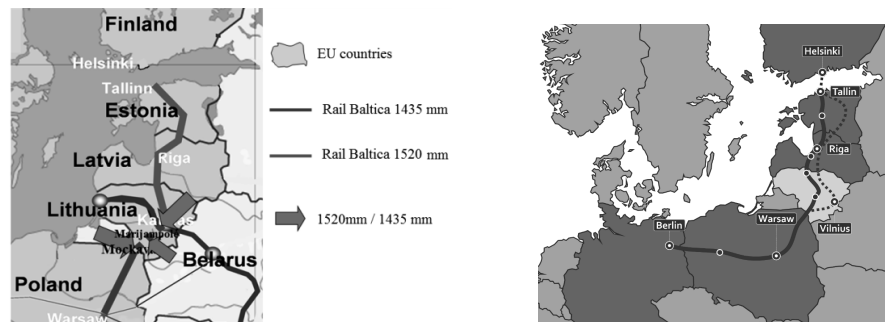 Finland
Helsinki
Tallinn
Estonia
Riga
Latvia
Lithuania
Marijampolė
Mockav.
Belarus
Poland
Warsaw
EU countries
Rail Baltica 1435 mm
Rail Baltica 1520 mm
1520mm / 1435 mm
Helsinki
Tallin
Riga
Vilnius
Warsaw
Berlin